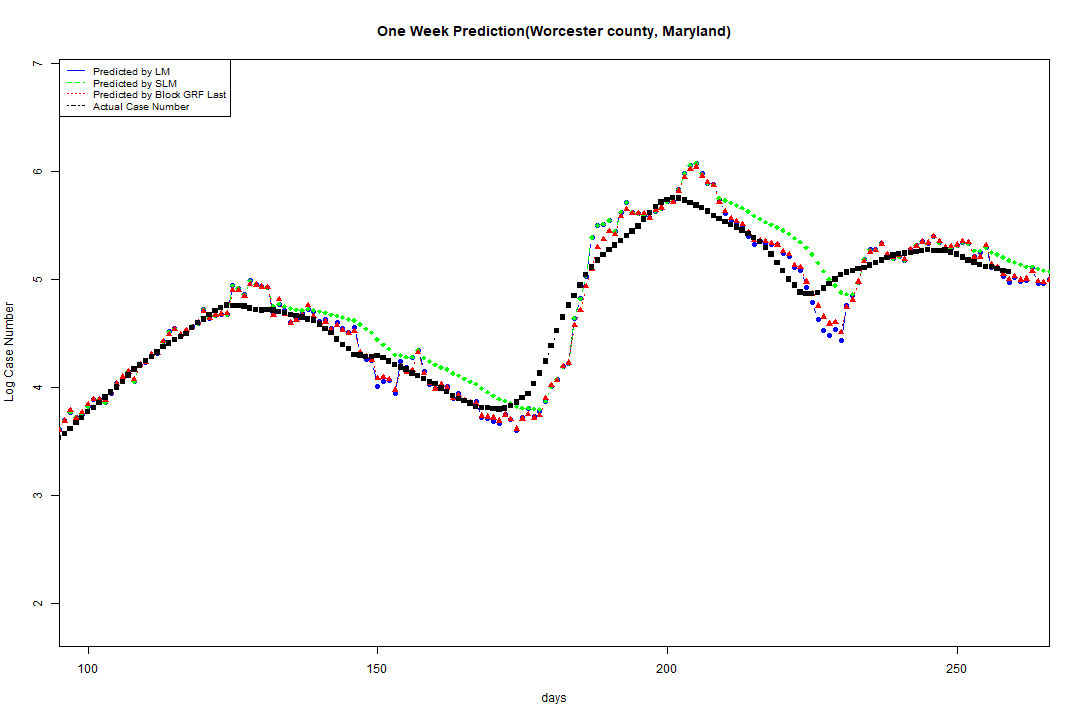 One Week Prediction(Worcester county, Maryland)
7
Predicted by LM
Predicted by SLM
Predicted by Block GRF Last
Actual Case Number
6
5
4
3
2
Log Case Number
100 150 200 250
days